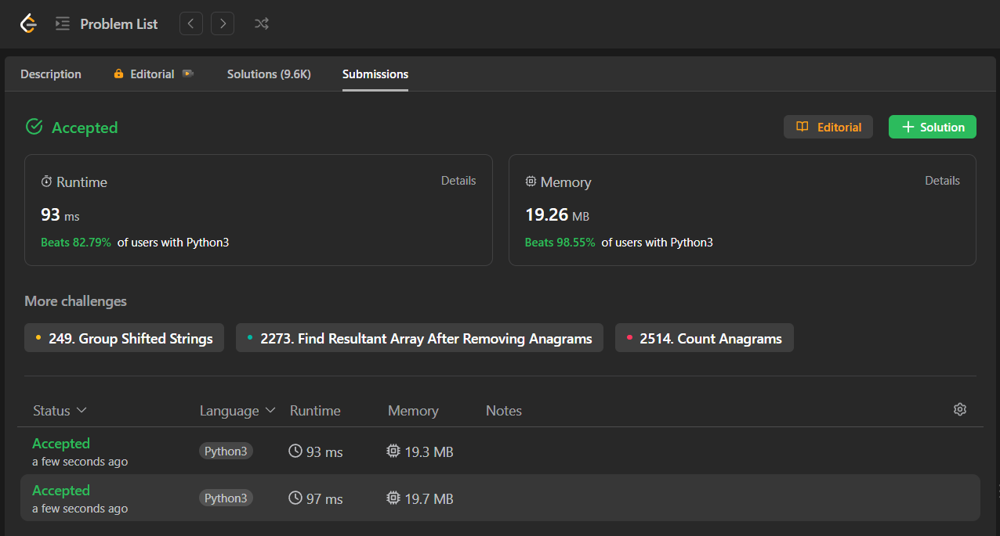 Problem List
Description Editorial Solutions (9.6K) Submissions
Accepted Editorial Solution
Runtime Details Memory Details
93 ms 19.26 MB
Beats 82.79% of users with Python3 Beats 98.55% of users with Python3
More challenges
249. Group Shifted Strings 2273. Find Resultant Array After Removing Anagrams 2514. Count Anagrams
Status Language Runtime Memory Notes
Accepted
Python3 93 ms 19.3 MB
a few seconds ago
Accepted
Python3 97 ms 19.7 MB
a few seconds ago